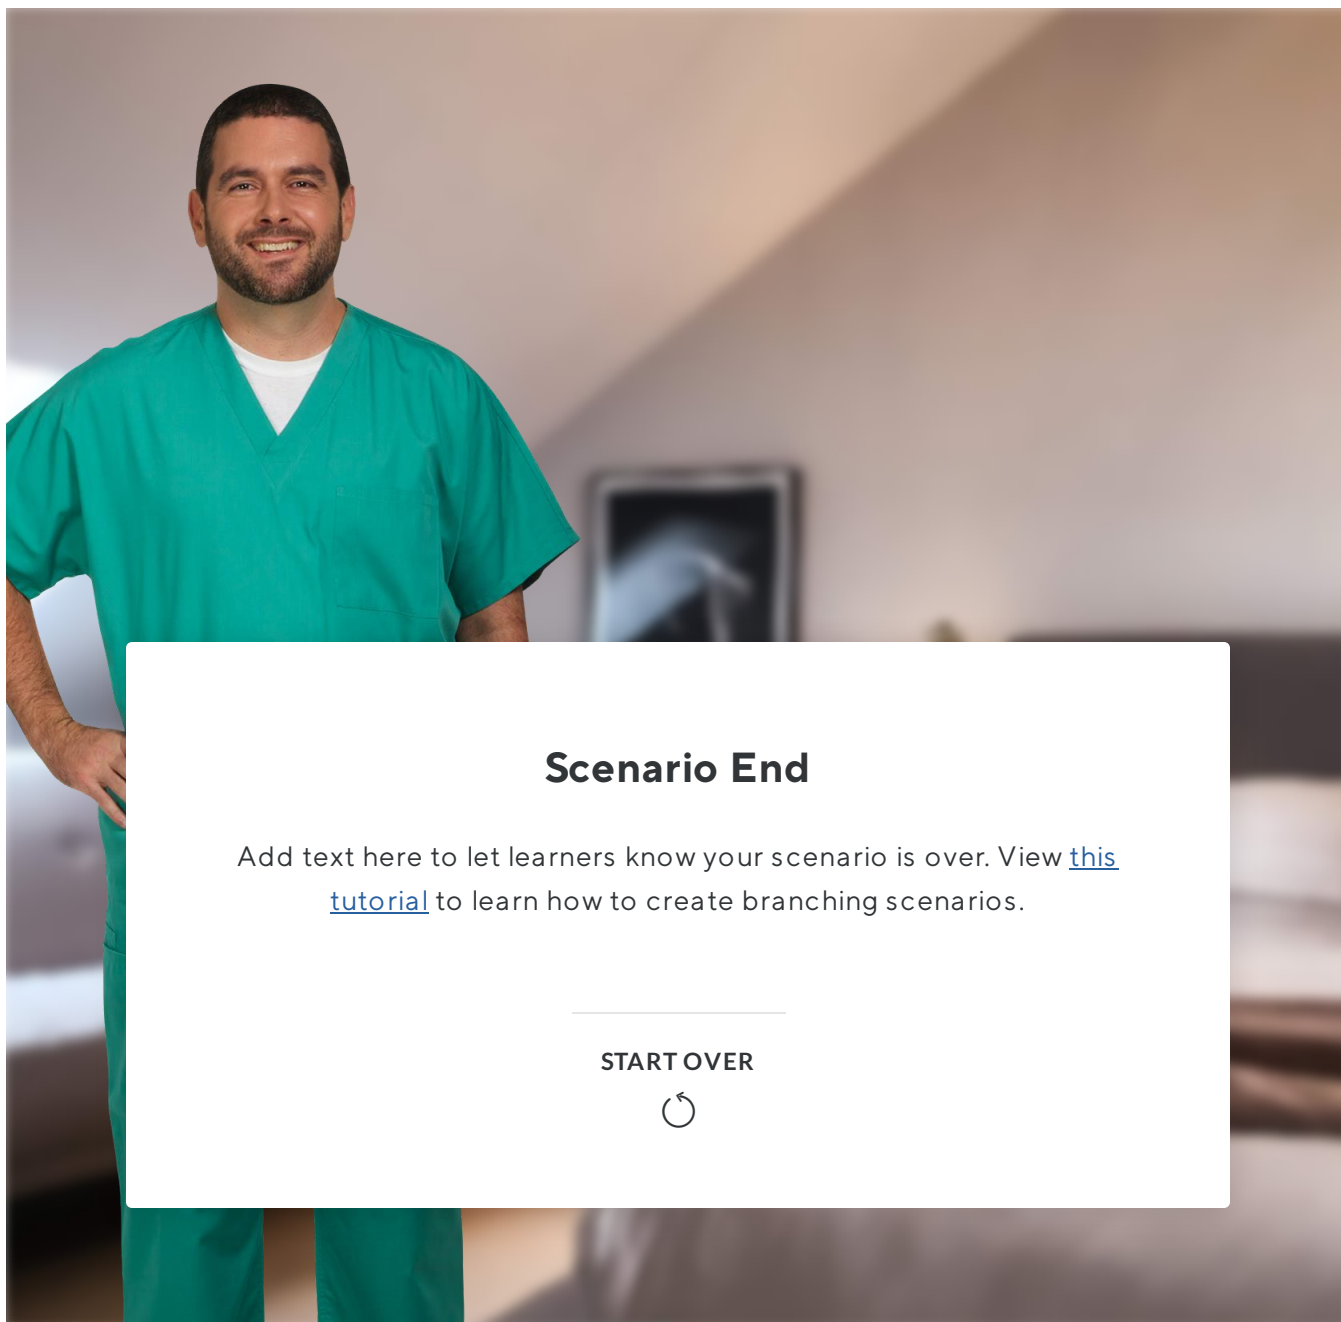 Scenario End
Add text here to let learners know your scenario is over. View this
tutorial to learn how to create branching scenarios.
START OVER